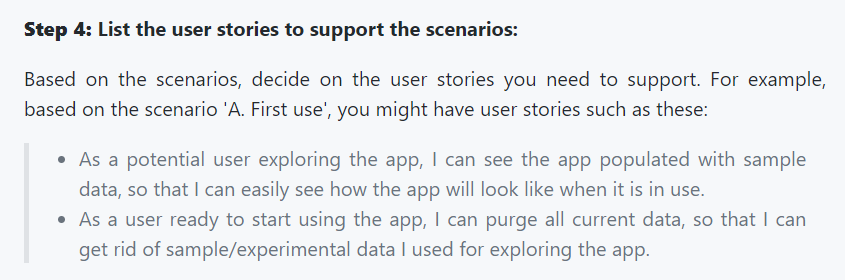 Step 4: List the user stories to support the scenarios:
Based on the scenarios, decide on the user stories you need to support. For example,
based on the scenario 'A. First use', you might have user stories such as these:
• As a potential user exploring the app, I can see the app populated with sample
data, so that I can easily see how the app will look like when it is in use.
• As a user ready to start using the app, I can purge all current data, so that I can
get rid of sample/experimental data I used for exploring the app.